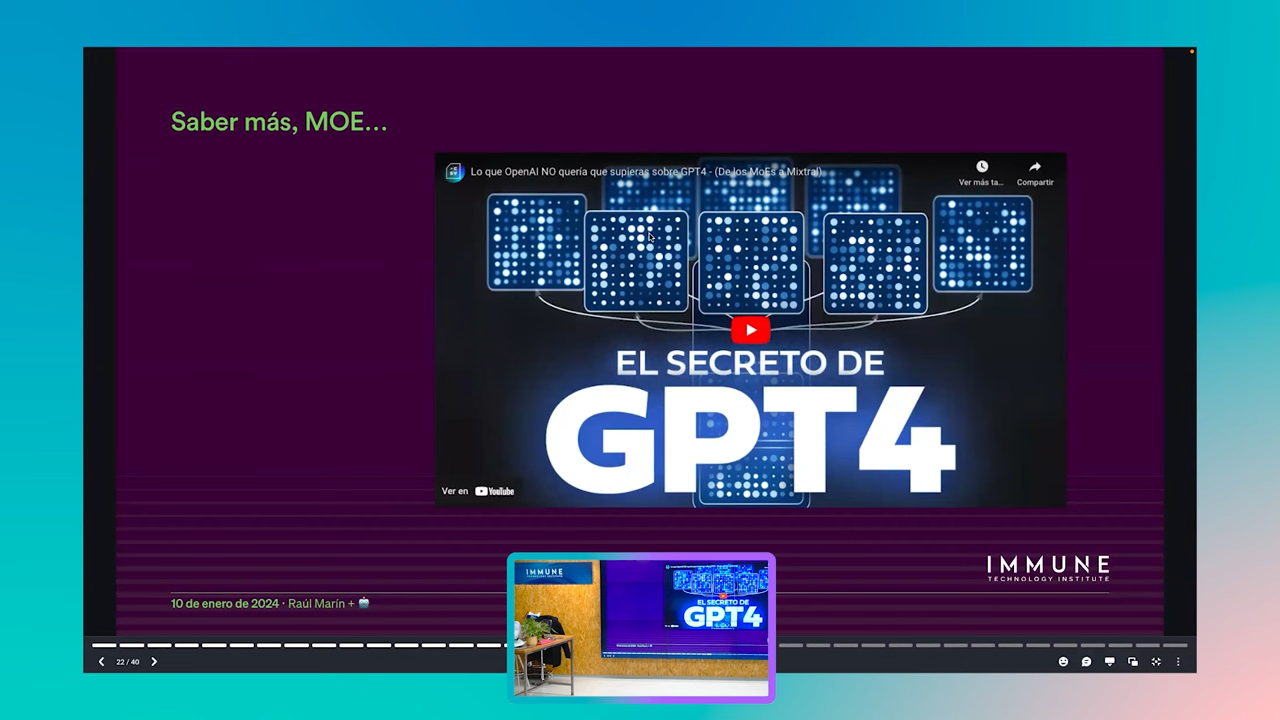 Saber más, MOE...
Lo que OpenAI NO quería que supieras sobre GPT4 - (De los MoEs a Mixtral)
Ver más ta...
Compartir
EL SECRETO DE
GPT4
Ver en YouTube
IMMUNE
TECHNOLOGY INSTITUTE
10 de enero de 2024 · Raúl Marín +
22 / 40
IMMUNE
EL SECRETO DE
GPT4